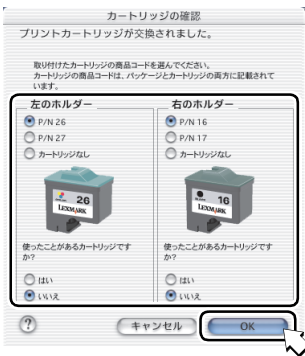 カートリッジの確認
プリントカートリッジが交換されました。
取り付けたカートリッジの商品コードを選んでください。
カートリッジの商品コードは、パッケージとカートリッジの両方に記載されて
います。
左のホルダー
P/N 26
P/N 27
カートリッジなし
26
LEXMARK
使ったことがあるカートリッジです
か?
はい
いいえ
右のホルダー
P/N 16
P/N 17
カートリッジなし
16
LEXMARK
使ったことがあるカートリッジです
か?
はい
いいえ
?
キャンセル
OK